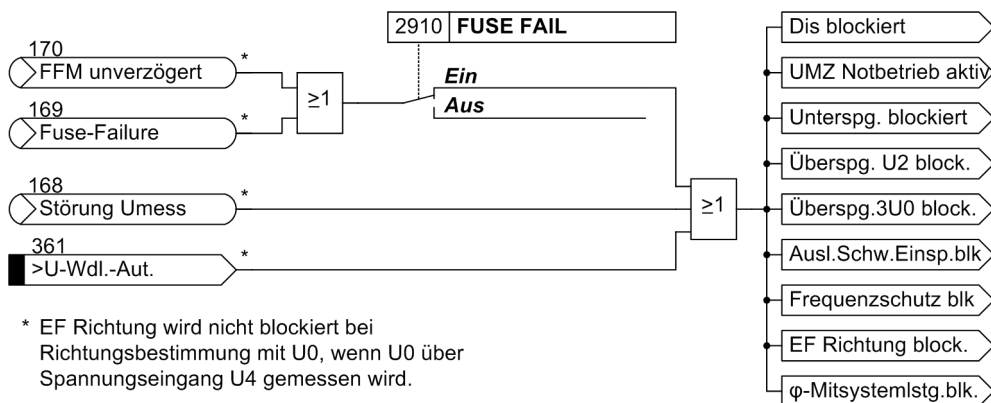 2910 FUSE FAIL
170
FFM unverzögert
*
169
Fuse-Failure
*
≥1
Ein
Aus
168
Störung Umess
*
361
>U-Wdl.-Aut.
*
≥1
* EF Richtung wird nicht blockiert bei
Richtungsbestimmung mit U0, wenn U0 über
Spannungseingang U4 gemessen wird.
Dis blockiert
UMZ Notbetrieb aktiv
Unterspg. blockiert
Überspg. U2 block.
Überspg.3U0 block.
Ausl.Schw.Einsp.blk
Frequenzschutz blk
EF Richtung block.
φ-Mitsystemlstg.blk.